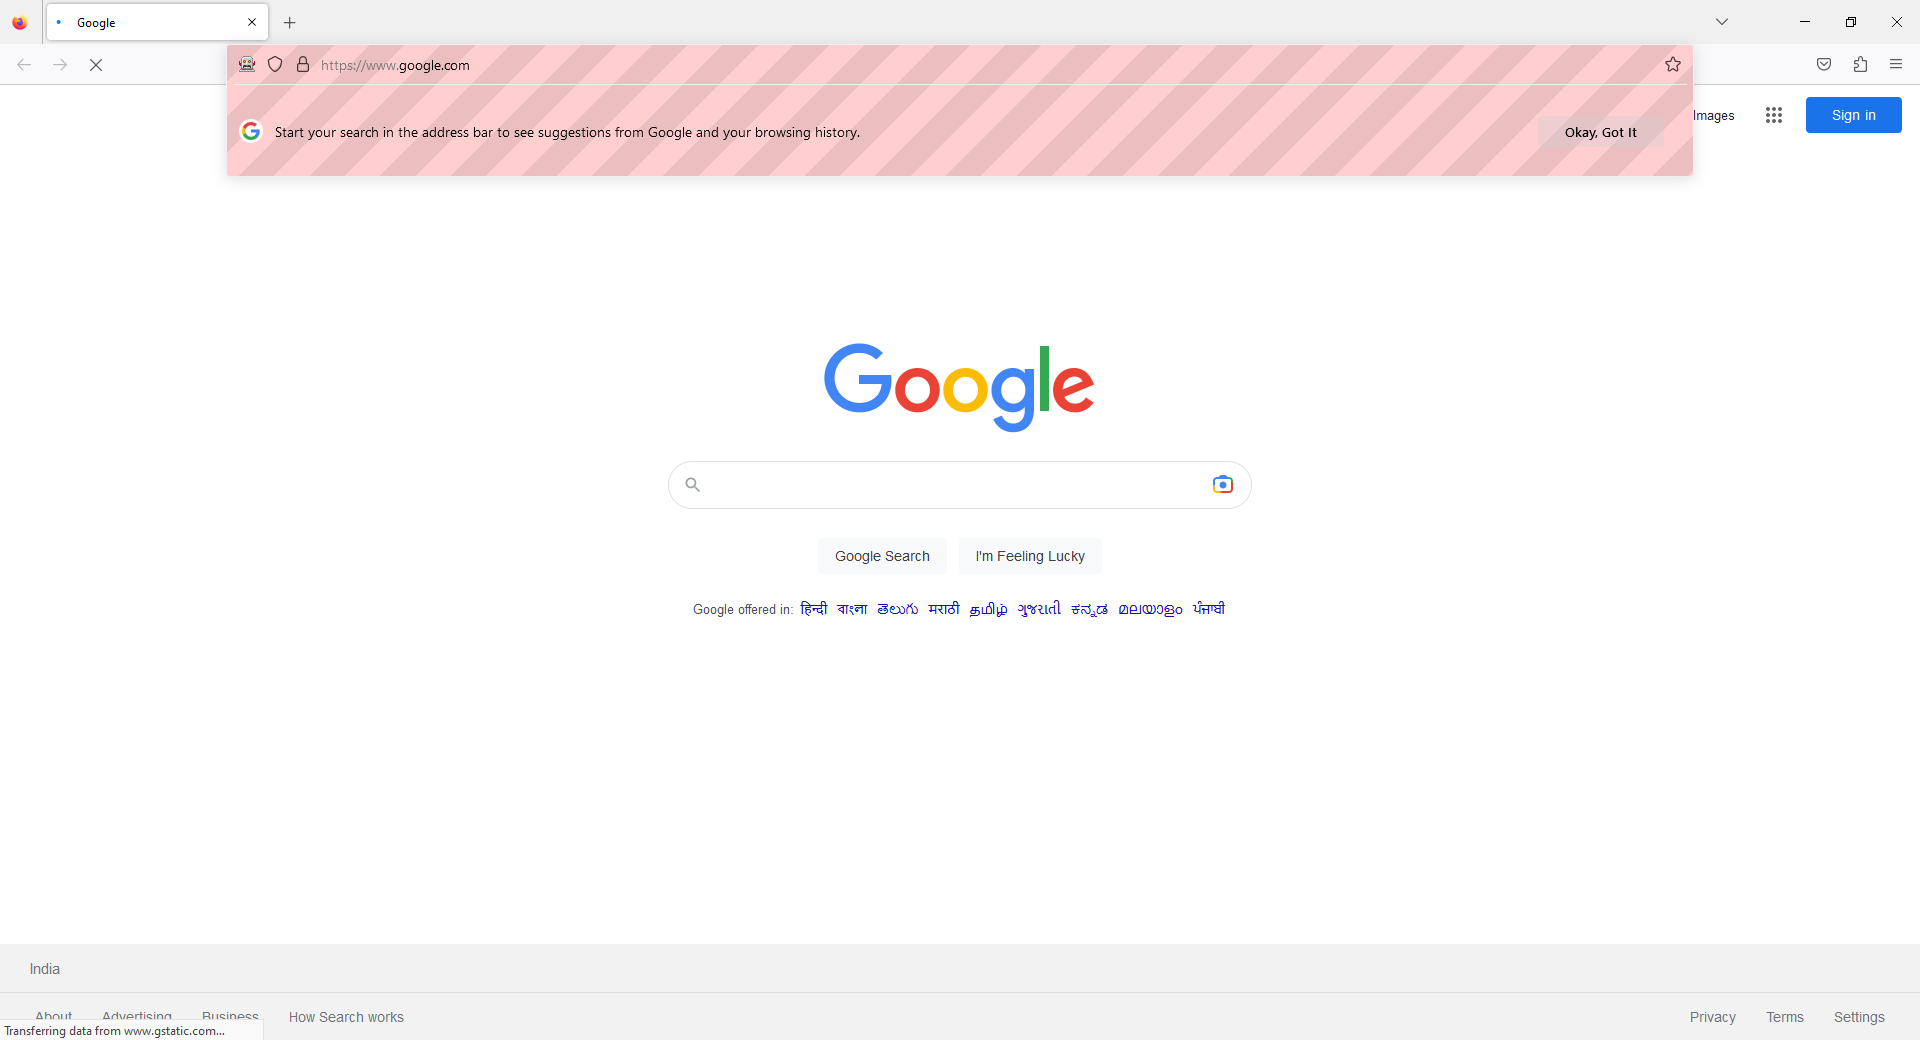 Google
https://www.google.com
Start your search in the address bar to see suggestions from Google and your browsing history.
Okay, Got It
Images
Sign in
Google
Google Search
I'm Feeling Lucky
Google offered in: हिन्दी বাংলা తెలుగు मराठी தமிழ் ગુજરાતી ಕನ್ನಡ മലയാളം ਪੰਜਾਬੀ
India
About Advertising Business How Search works
Privacy Terms Settings
Transferring data from www.gstatic.com...